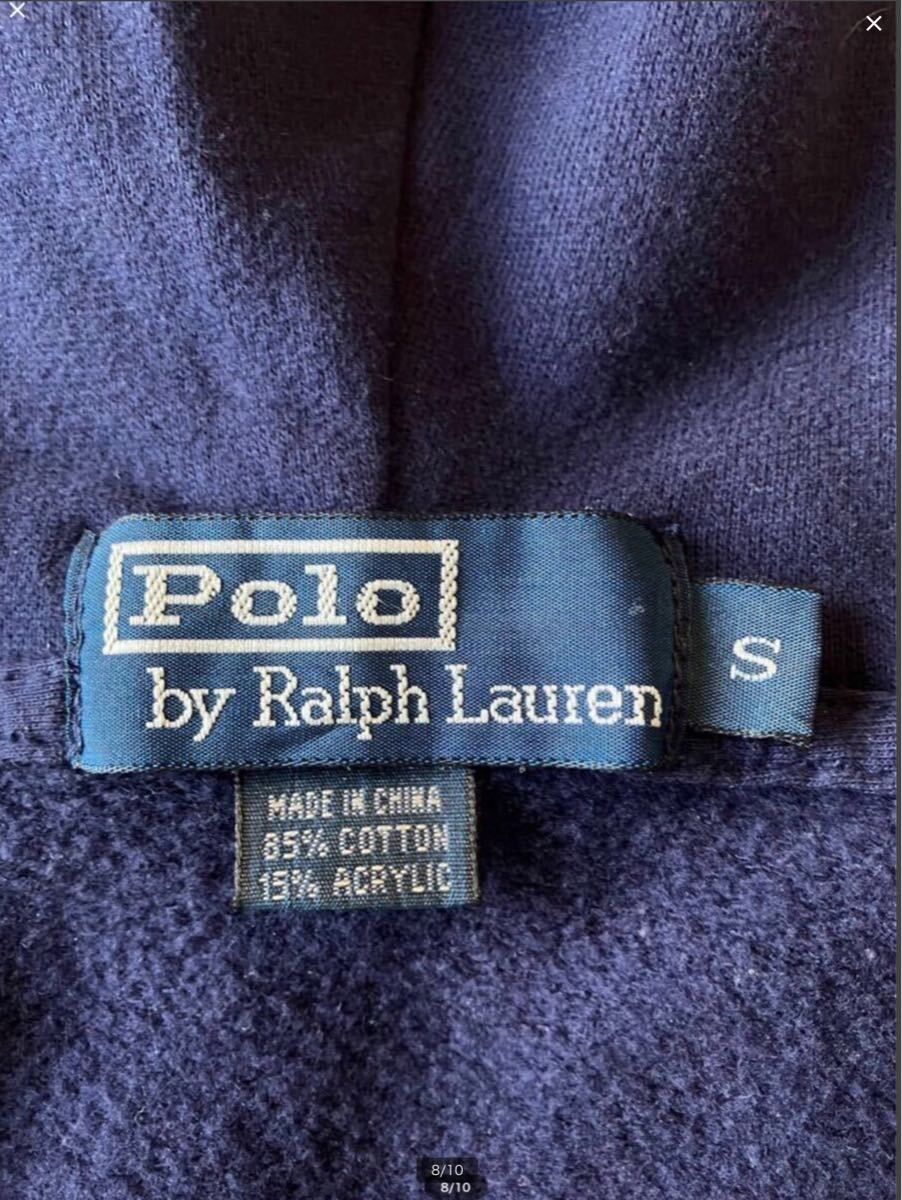 Polo
by Ralph Lauren
S
MADE IN CHINA
85% COTTON
15% ACRYLIC
8/10
8/10